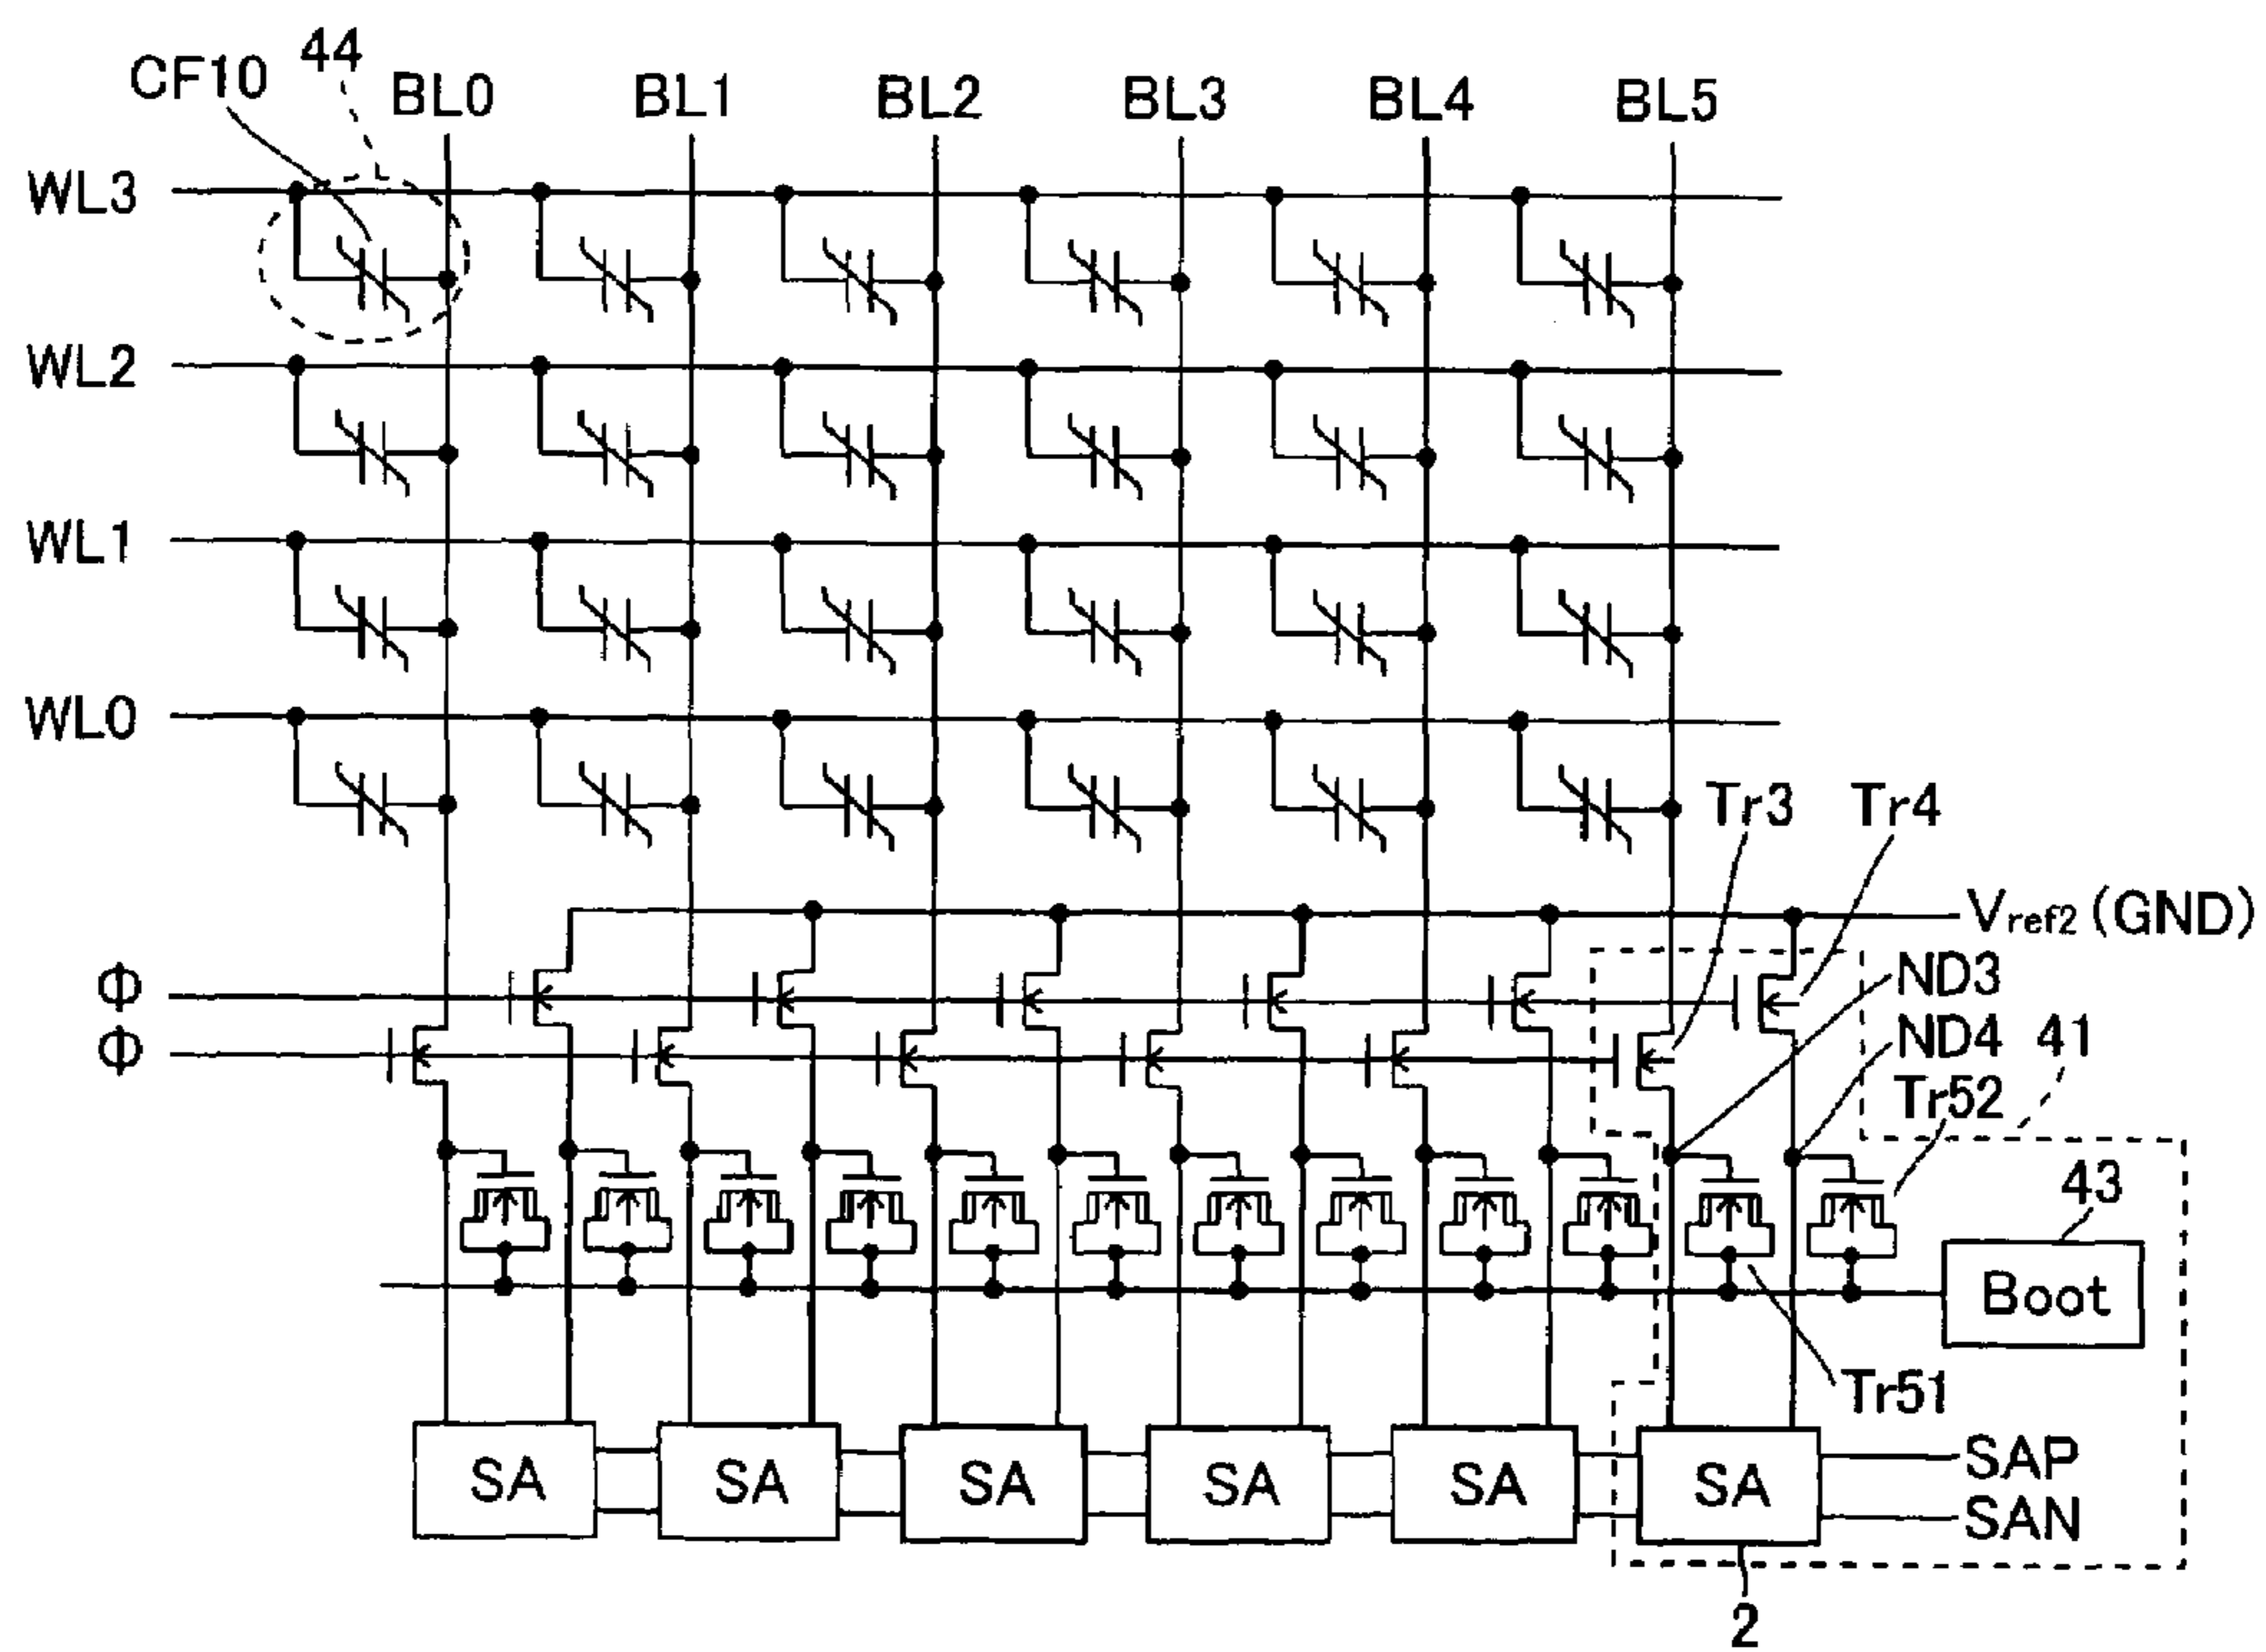 CF10 44
BL0 BL1 BL2 BL3 BL4 BL5
WL3
WL2
WL1
WL0
Tr3 Tr4
Vref2 (GND)
Φ
ND3
Φ
ND4 41
Tr52
43
Boot
Tr51
SA SA SA SA SA SA
SAP
SAN
2